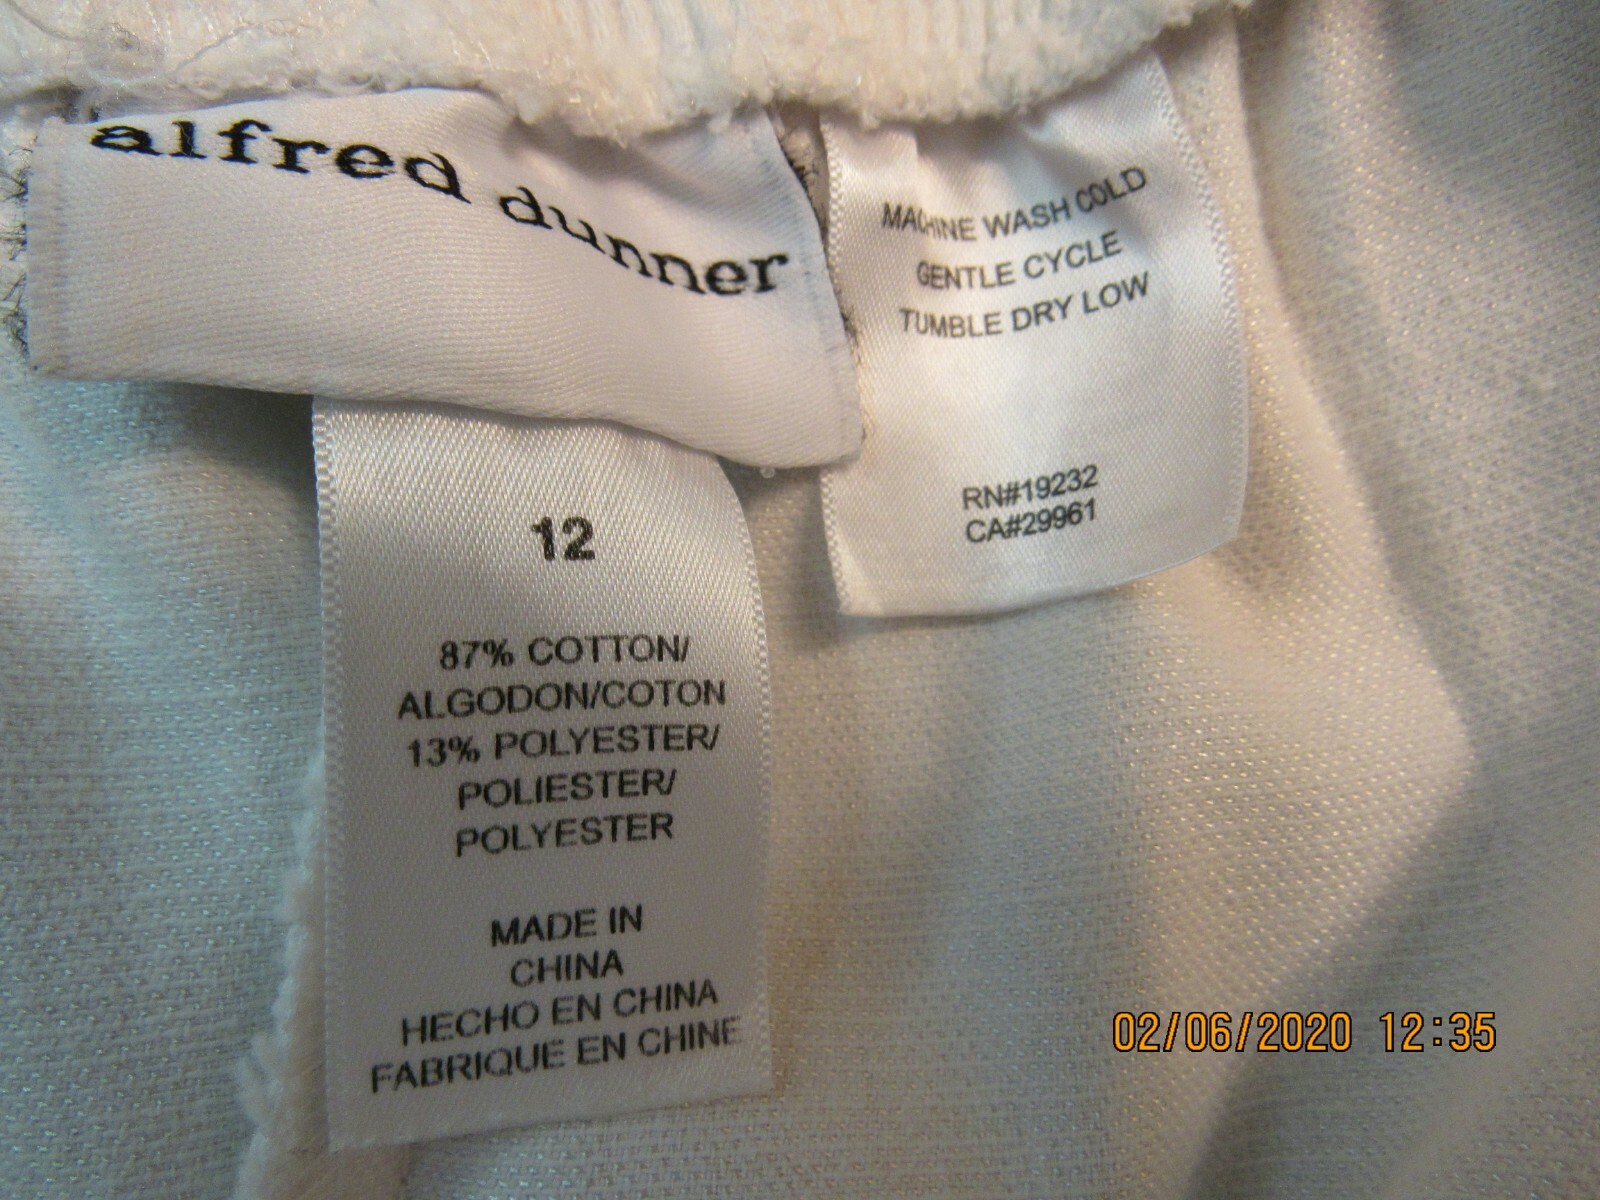 alfred dunner
MACHINE WASH COLD
GENTLE CYCLE
TUMBLE DRY LOW
RN#19232
CA#29961
12
87% COTTON/
ALGODON/COTON
13% POLYESTER/
POLIESTER/
POLYESTER
MADE IN
CHINA
HECHO EN CHINA
FABRIQUE EN CHINE
02/06/2020 12:35